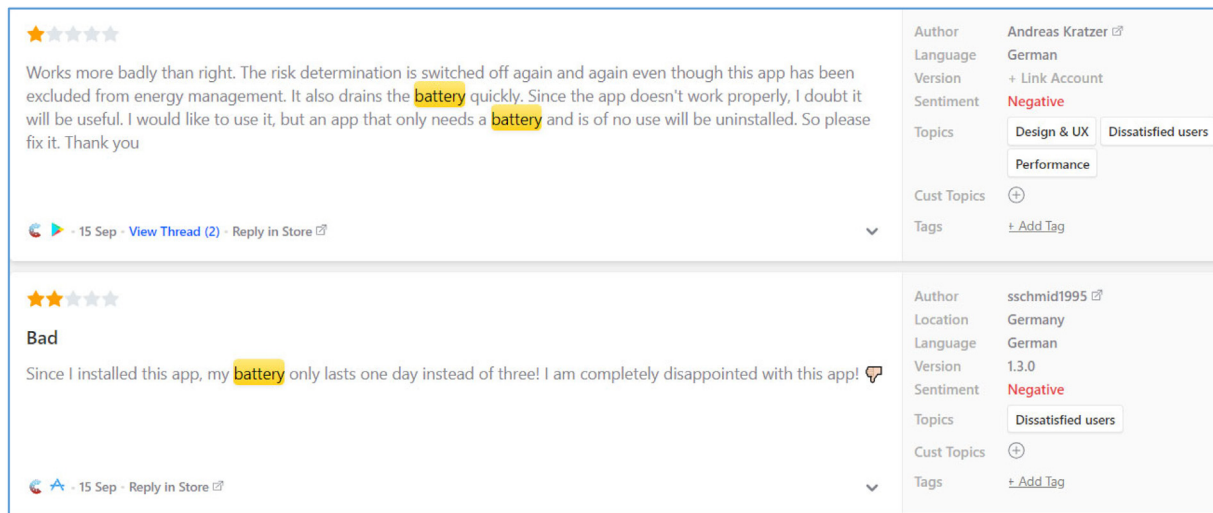 Works more badly than right. The risk determination is switched off again and again even though this app has been
excluded from energy management. It also drains the battery quickly. Since the app doesn't work properly, I doubt it
will be useful. I would like to use it, but an app that only needs a battery and is of no use will be uninstalled. So please
fix it. Thank you
- 15 Sep - View Thread (2) - Reply in Store
Author Andreas Kratzer
Language German
Version + Link Account
Sentiment Negative
Topics Design & UX Dissatisfied users
Performance
Cust Topics
Tags + Add Tag
Bad
Since I installed this app, my battery only lasts one day instead of three! I am completely disappointed with this app! 👎🏻
- 15 Sep - Reply in Store
Author sschmid1995
Location Germany
Language German
Version 1.3.0
Sentiment Negative
Topics Dissatisfied users
Cust Topics
Tags + Add Tag